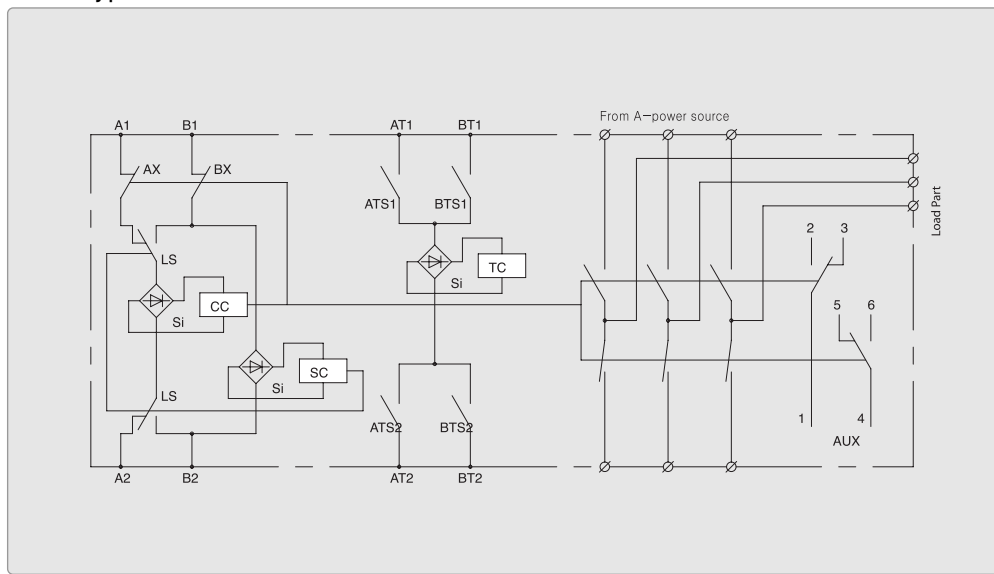 A1 B1 AT1 BT1 From A-power source
AX BX
ATS1 BTS1
Load Part
2 3
LS
TC
Si
CC
Si
5 6
SC
Si
LS
ATS2 BTS2
1 4
AUX
A2 B2 AT2 BT2